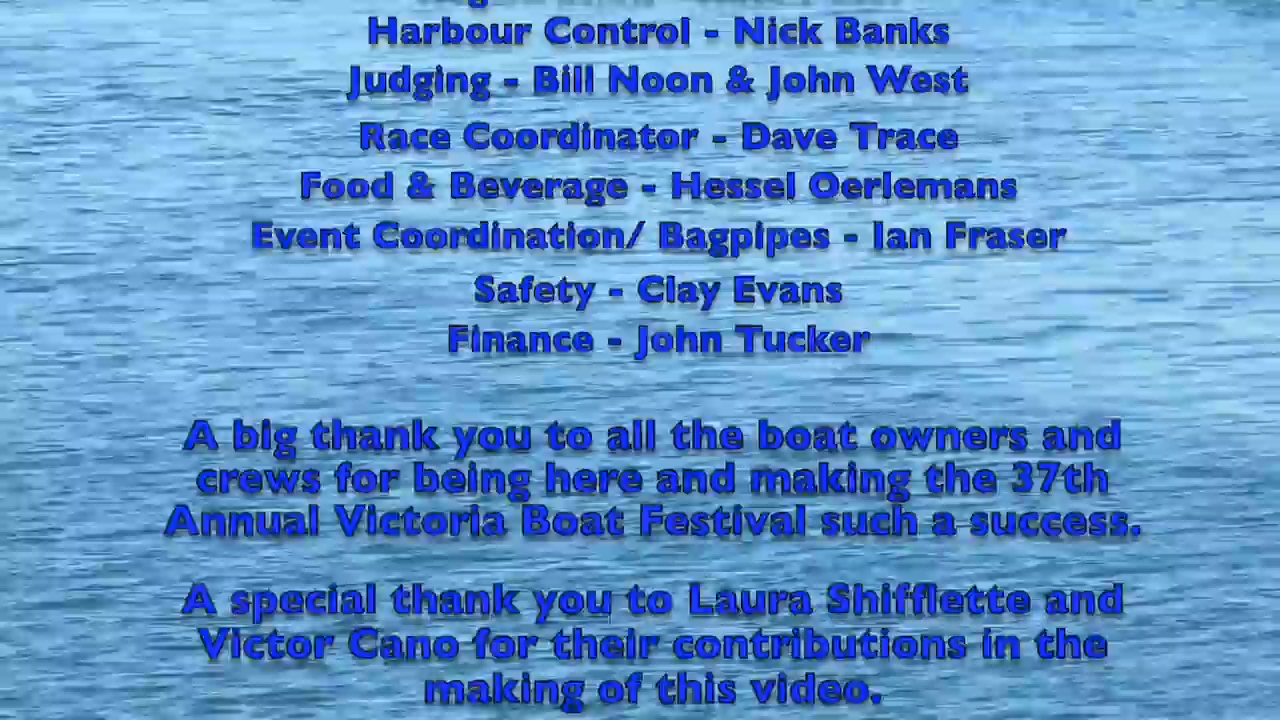 Harbour Control - Nick Banks
Judging - Bill Noon & John West
Race Coordinator - Dave Trace
Food & Beverage - Hessel Oerlemans
Event Coordination/ Bagpipes - Ian Fraser
Safety - Clay Evans
Finance - John Tucker
A big thank you to all the boat owners and
crews for being here and making the 37th
Annual Victoria Boat Festival such a success.
A special thank you to Laura Shifflette and
Victor Cano for their contributions in the
making of this video.